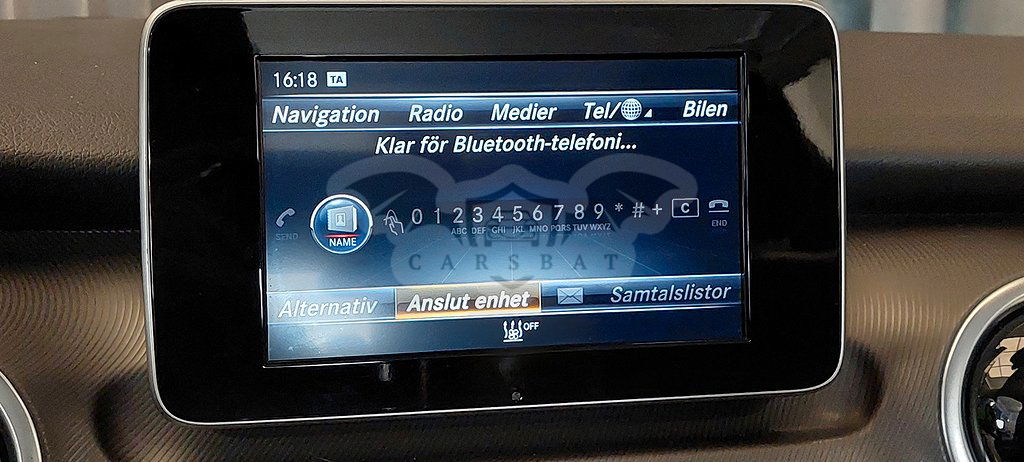 16:18 TA
Navigation Radio Medier Tel/ Bilen
Klar för Bluetooth-telefoni...
0 1 2 3 4 5 6 7 8 9 * # + C
SEND ABC DEF GHI JKL MNO PQRS TUV WXYZ END
NAME
CARSBAT
Alternativ Anslut enhet Samtalslistor
OFF